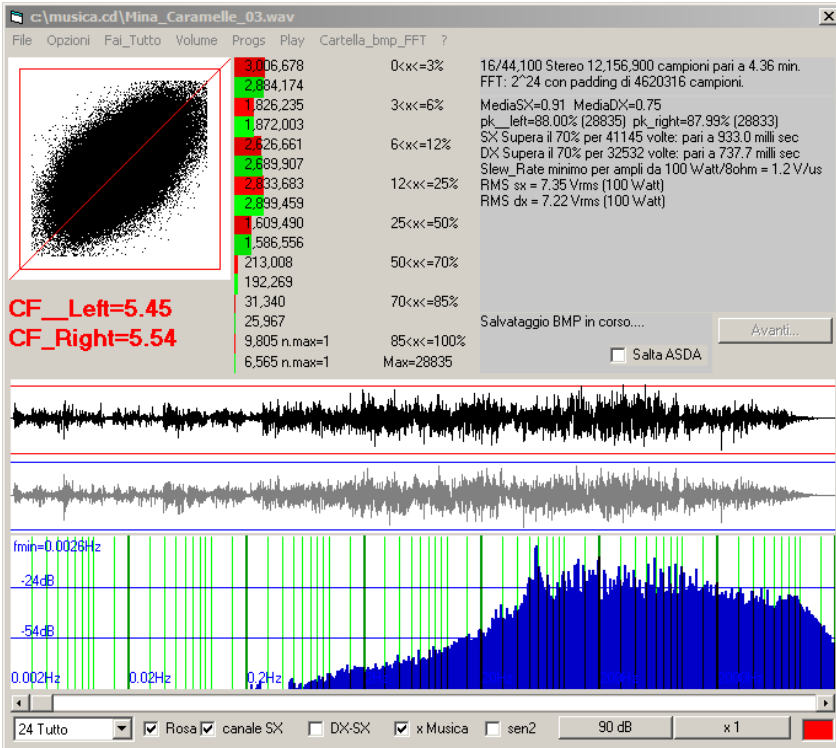 c:\musica.cd\Mina_Caramelle_03.wav
File Opzioni Fai_Tutto Volume Progs Play Cartella_bmp_FFT ?
3,006,678 0<x<=3%
2,884,174
1,826,235 3<x<=6%
1,872,003
2,626,661 6<x<=12%
2,689,907
2,833,683 12<x<=25%
2,899,459
1,609,490 25<x<=50%
1,586,556
213,008 50<x<=70%
192,269
31,340 70<x<=85%
25,967
9,805 n.max=1 85<x<=100%
6,565 n.max=1 Max=28835
CF__Left=5.45
CF_Right=5.54
16/44,100 Stereo 12,156,900 campioni pari a 4.36 min.
FFT: 2^24 con padding di 4620316 campioni.
MediaSX=0.91 MediaDX=0.75
pk__left=88.00% (28835) pk_right=87.99% (28833)
SX Supera il 70% per 41145 volte: pari a 933.0 milli sec
DX Supera il 70% per 32532 volte: pari a 737.7 milli sec
Slew_Rate minimo per ampli da 100 Watt/8ohm = 1.2 V/us
RMS sx = 7.35 Vrms (100 Watt)
RMS dx = 7.22 Vrms (100 Watt)
Salvataggio BMP in corso....
Avanti...
Salta ASDA
fmin=0.0026Hz
-24dB
-54dB
0.002Hz 0.02Hz 0.2Hz
24 Tutto Rosa canale SX DX-SX x Musica sen2 90 dB x 1